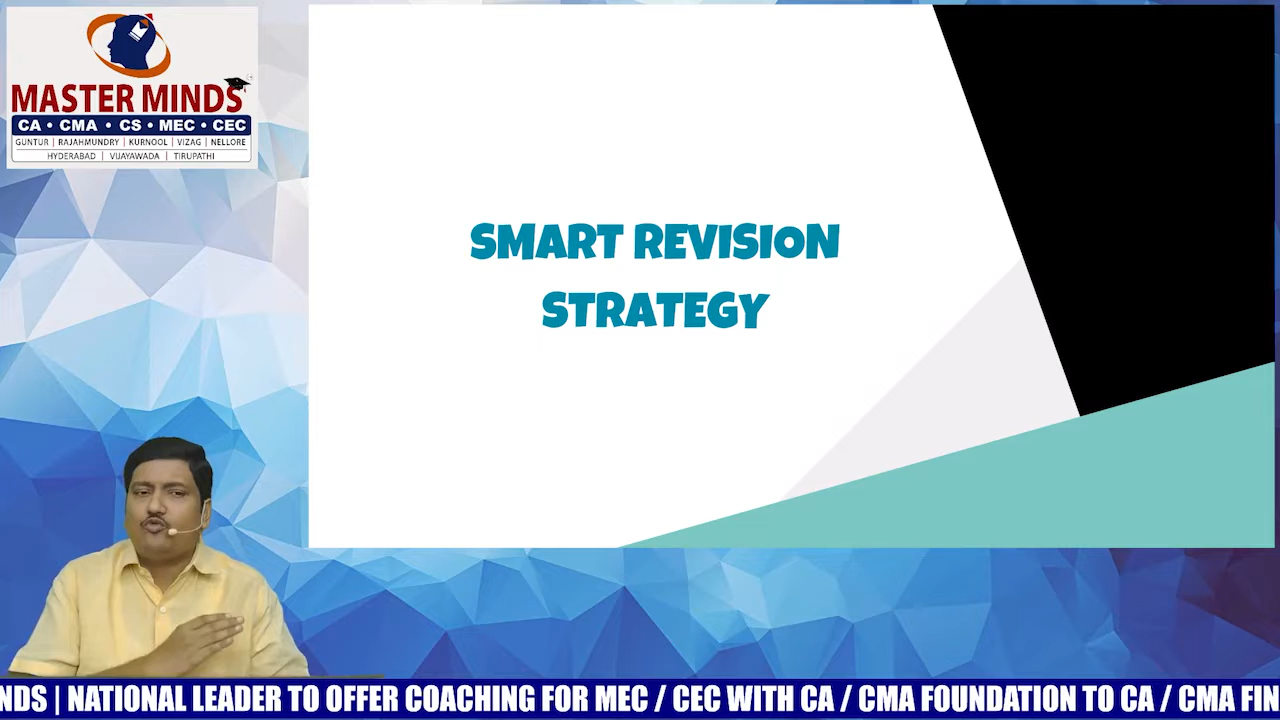 MASTER MINDS
CA • CMA • CS • MEC • CEC
GUNTUR | RAJAHMUNDRY | KURNOOL | VIZAG | NELLORE
HYDERABAD | VIJAYAWADA | TIRUPATHI
SMART REVISION
STRATEGY
NDS | NATIONAL LEADER TO OFFER COACHING FOR MEC / CEC WITH CA / CMA FOUNDATION TO CA / CMA FIN